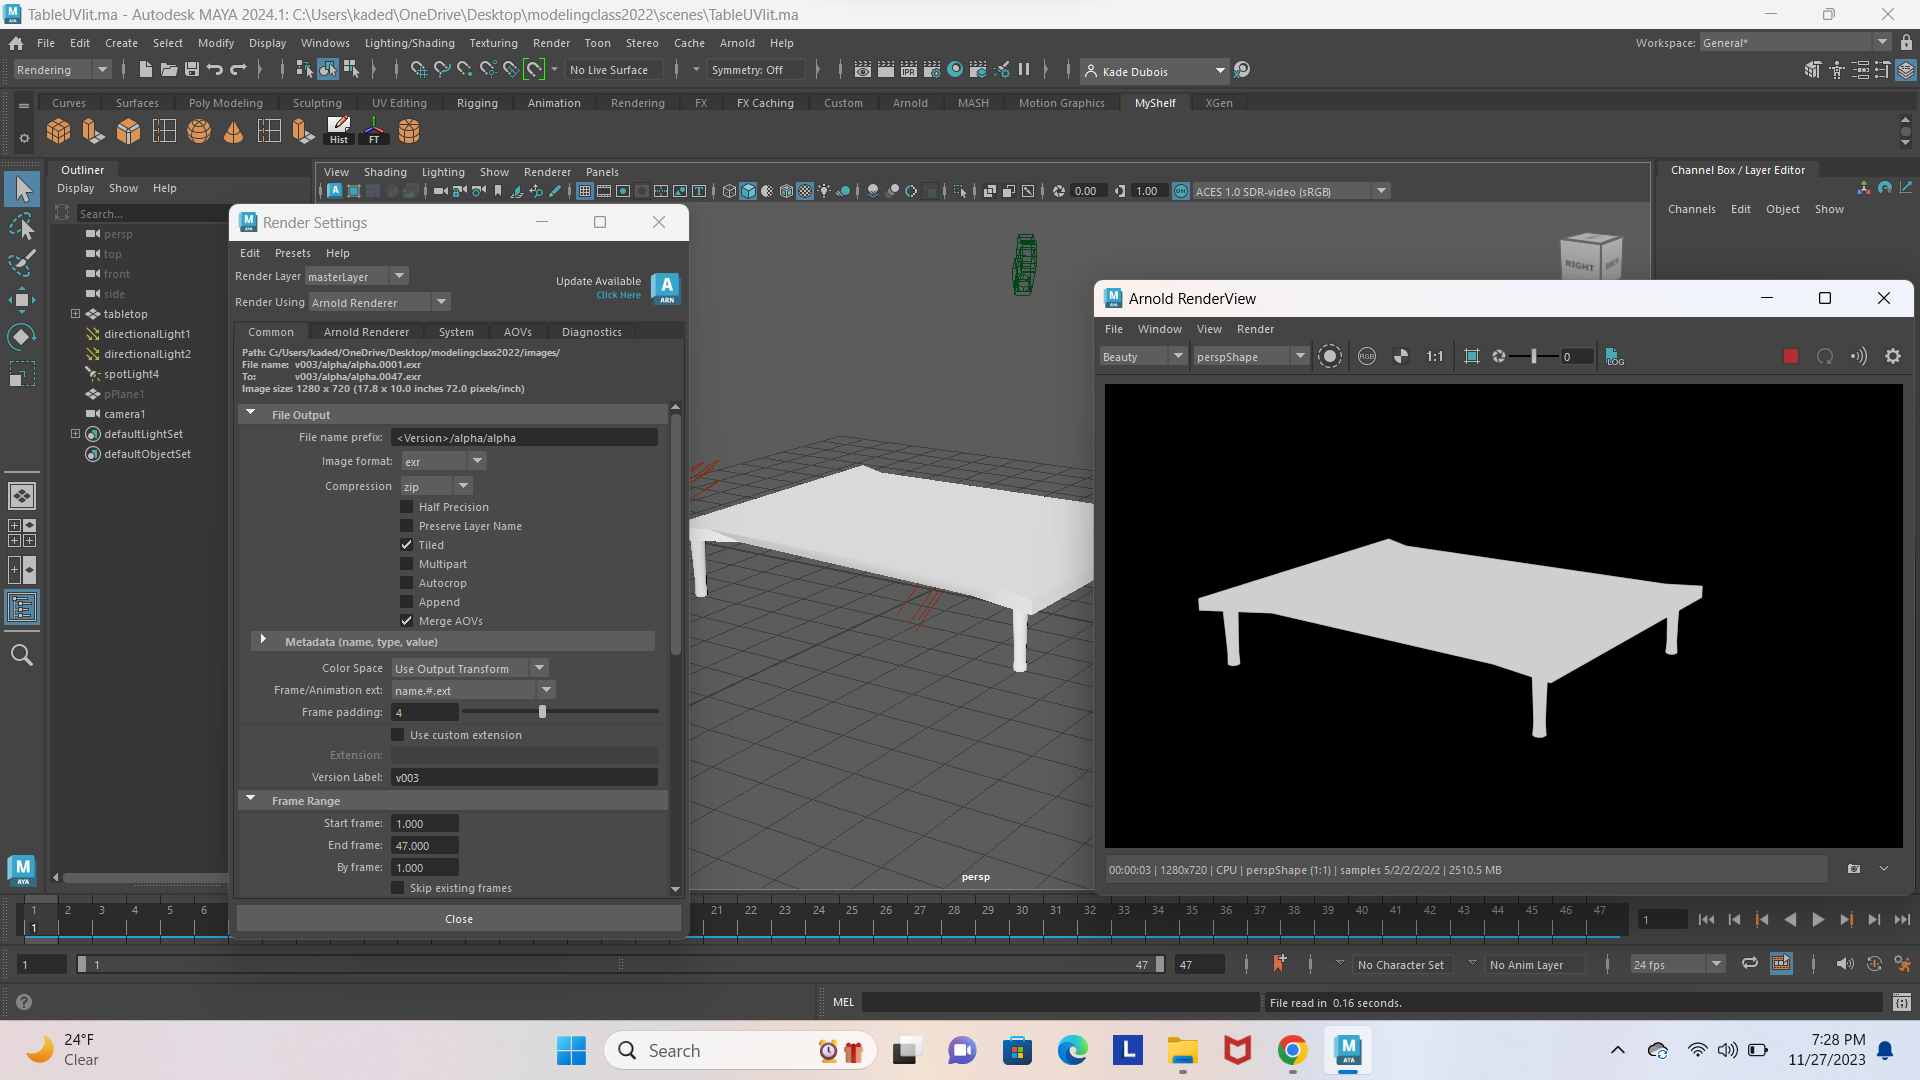 TableUVlit.ma - Autodesk MAYA 2024.1: C:\Users\kaded\OneDrive\Desktop\modelingclass2022\scenes\TableUVlit.ma
File Edit Create Select Modify Display Windows Lighting/Shading Texturing Render Toon Stereo Cache Arnold Help
Workspace: General*
Rendering No Live Surface Symmetry: Off Kade Dubois
Curves Surfaces Poly Modeling Sculpting UV Editing Rigging Animation Rendering FX FX Caching Custom Arnold MASH Motion Graphics MyShelf XGen
Hist FT
Outliner
Display Show Help
Search...
persp
top
front
side
tabletop
directionalLight1
directionalLight2
spotLight4
pPlane1
camera1
defaultLightSet
defaultObjectSet
View Shading Lighting Show Renderer Panels
0.00 1.00 ACES 1.0 SDR-video (sRGB)
Channel Box / Layer Editor
Channels Edit Object Show
RIGHT BACK
persp
Render Settings
Edit Presets Help
Render Layer masterLayer
Render Using Arnold Renderer
Update Available
Click Here
ARN
Common Arnold Renderer System AOVs Diagnostics
Path: C:/Users/kaded/OneDrive/Desktop/modelingclass2022/images/
File name: v003/alpha/alpha.0001.exr
To: v003/alpha/alpha.0047.exr
Image size: 1280 x 720 (17.8 x 10.0 inches 72.0 pixels/inch)
File Output
File name prefix: <Version>/alpha/alpha
Image format: exr
Compression zip
Half Precision
Preserve Layer Name
Tiled
Multipart
Autocrop
Append
Merge AOVs
Metadata (name, type, value)
Color Space Use Output Transform
Frame/Animation ext: name.#.ext
Frame padding: 4
Use custom extension
Extension:
Version Label: v003
Frame Range
Start frame: 1.000
End frame: 47.000
By frame: 1.000
Skip existing frames
Close
Arnold RenderView
File Window View Render
Beauty perspShape RGB 1:1 0 LOG
00:00:03 | 1280x720 | CPU | perspShape (1:1) | samples 5/2/2/2/2/2 | 2510.5 MB
1 2 3 4 5 6 21 22 23 24 25 26 27 28 29 30 31 32 33 34 35 36 37 38 39 40 41 42 43 44 45 46 47
1
1
1 1 47 47 No Character Set No Anim Layer 24 fps
MEL File read in 0.16 seconds.
24°F
Clear
Search
7:28 PM
11/27/2023